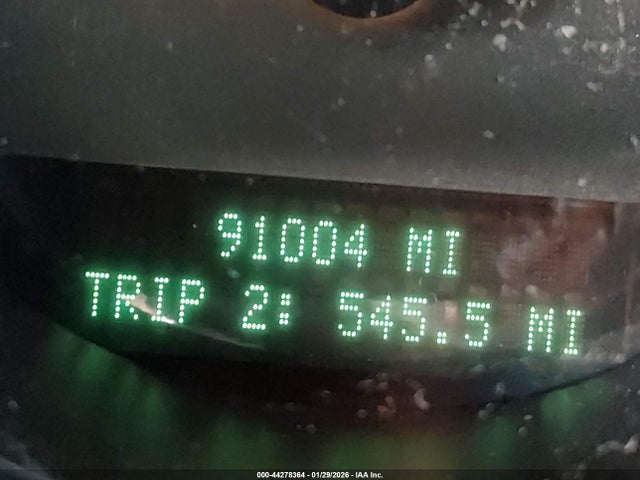 91004 MI
TRIP 2: 545.5 MI
000-44278364 - 01/29/2026 - IAA Inc.